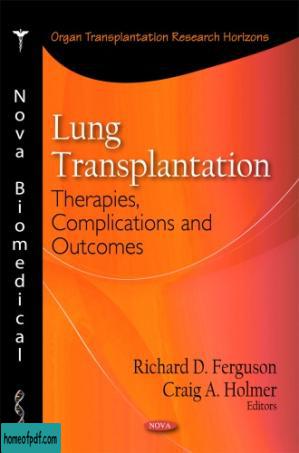 Organ Transplantation Research Horizons
Nova Biomedical
Lung
Transplantation
Therapies,
Complications and
Outcomes
Richard D. Ferguson
Craig A. Holmer
Editors
NOVA
homeofpdf.com